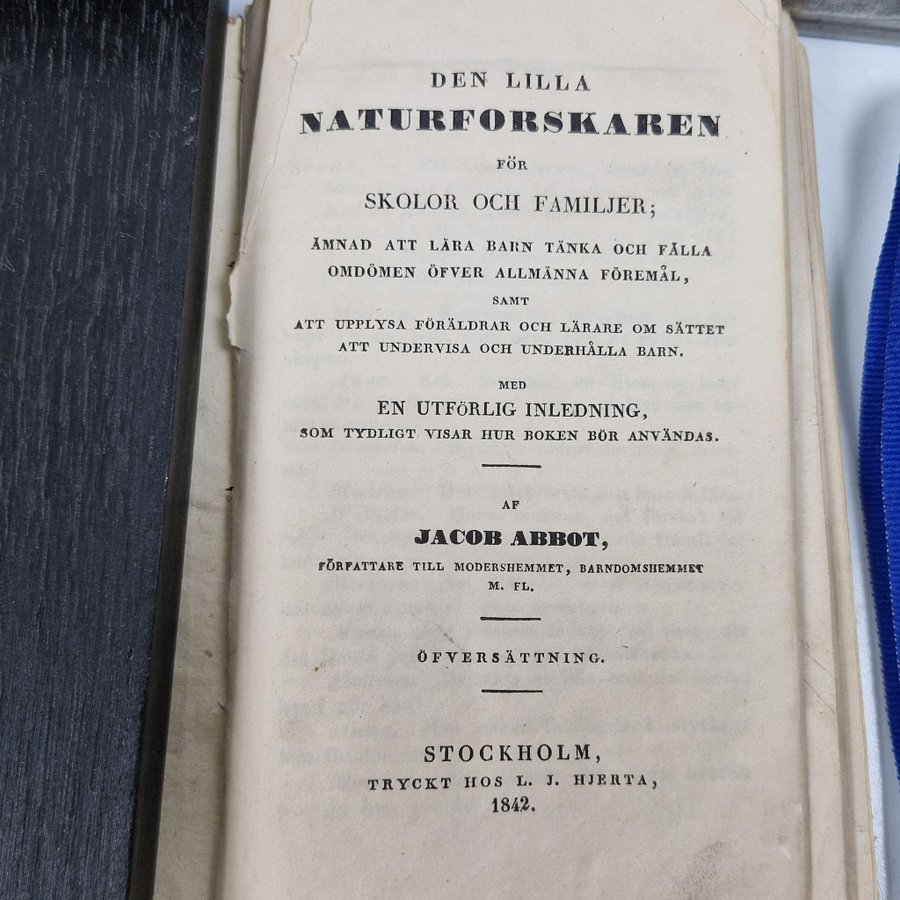 DEN LILLA
NATURFORSKAREN
FÖR
SKOLOR OCH FAMILJER;
ÄMNAD ATT LÄRA BARN TÄNKA OCH FÄLLA
OMDÖMEN ÖFVER ALLMÄNNA FÖREMÅL,
SAMT
ATT UPPLYSA FÖRÄLDRAR OCH LÄRARE OM SÄTTET
ATT UNDERVISA OCH UNDERHÅLLA BARN.
MED
EN UTFÖRLIG INLEDNING,
SOM TYDLIGT VISAR HUR BOKEN BÖR ANVÄNDAS.
AF
JACOB ABBOT,
FÖRFATTARE TILL MODERSHEMMET, BARNDOMSHEMMET
M. FL.
ÖFVERSÄTTNING.
STOCKHOLM,
TRYCKT HOS L. J. HJERTA,
1842.